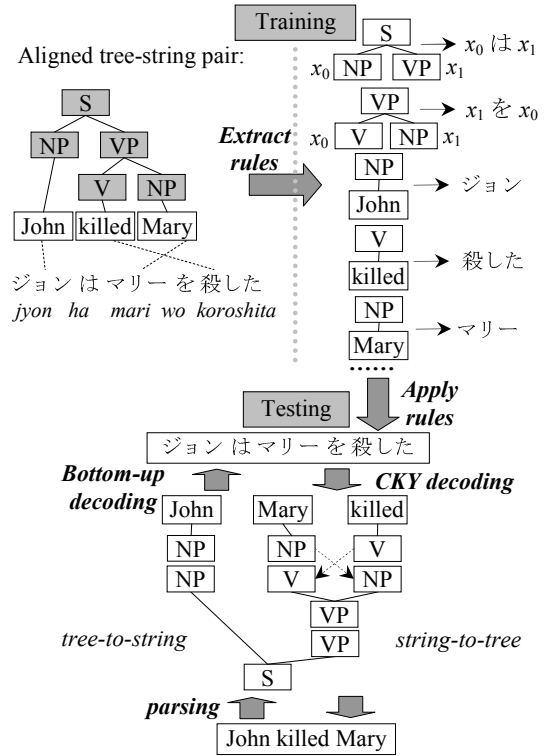 Training
Aligned tree-string pair:
S
NP VP
V NP
John killed Mary
ジョン は マリー を 殺した
jyon ha mari wo koroshita
Extract rules
S
x0 NP VP x1
x0 は x1
VP
x0 V NP x1
x1 を x0
NP
John
ジョン
V
killed
殺した
NP
Mary
マリー
......
Apply rules
Testing
ジョン は マリー を 殺した
Bottom-up decoding
CKY decoding
John Mary killed
NP NP V
NP V NP
VP
VP
tree-to-string
string-to-tree
S
parsing
John killed Mary